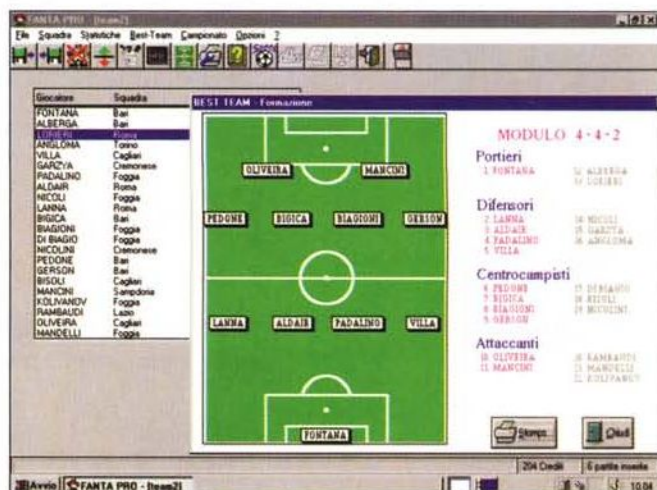 FANTA PRO - [team2]
File Squadra Statistiche Best-Team Campionato Opzioni ?
Giocatore Squadra
FONTANA Bari
ALBERGA Bari
LORIERI Roma
ANGLOMA Torino
VILLA Cagliari
GARZYA Cremonese
PADALINO Foggia
ALDAIR Roma
NICOLI Foggia
LANNA Roma
BIGICA Bari
BIAGIONI Foggia
DI BIAGIO Foggia
NICOLINI Cremonese
PEDONE Bari
GERSON Bari
BISOLI Cagliari
MANCINI Sampdoria
KOLIVANOV Foggia
RAMBAUDI Lazio
OLIVEIRA Cagliari
MANDELLI Foggia
BEST TEAM - Formazione
OLIVEIRA MANCINI
PEDONE BIGICA BIAGIONI GERSON
LANNA ALDAIR PADALINO VILLA
FONTANA
MODULO 4-4-2
Portieri
1 FONTANA 12 ALBERGA
13 LORIERI
Difensori
2 LANNA 14 NICOLI
3 ALDAIR 15 GARZYA
4 PADALINO 16 ANGLOMA
5 VILLA
Centrocampisti
6 PEDONE 17 DI BIAGIO
7 BIGICA 18 BISOLI
8 BIAGIONI 19 NICOLINI
9 GERSON
Attaccanti
10 OLIVEIRA 20 RAMBAUDI
11 MANCINI 21 MANDELLI
22 KOLIVANOV
Stampa Chiudi
204 Crediti 6 partite inserite
Avvio FANTA PRO - [team2] 10.04